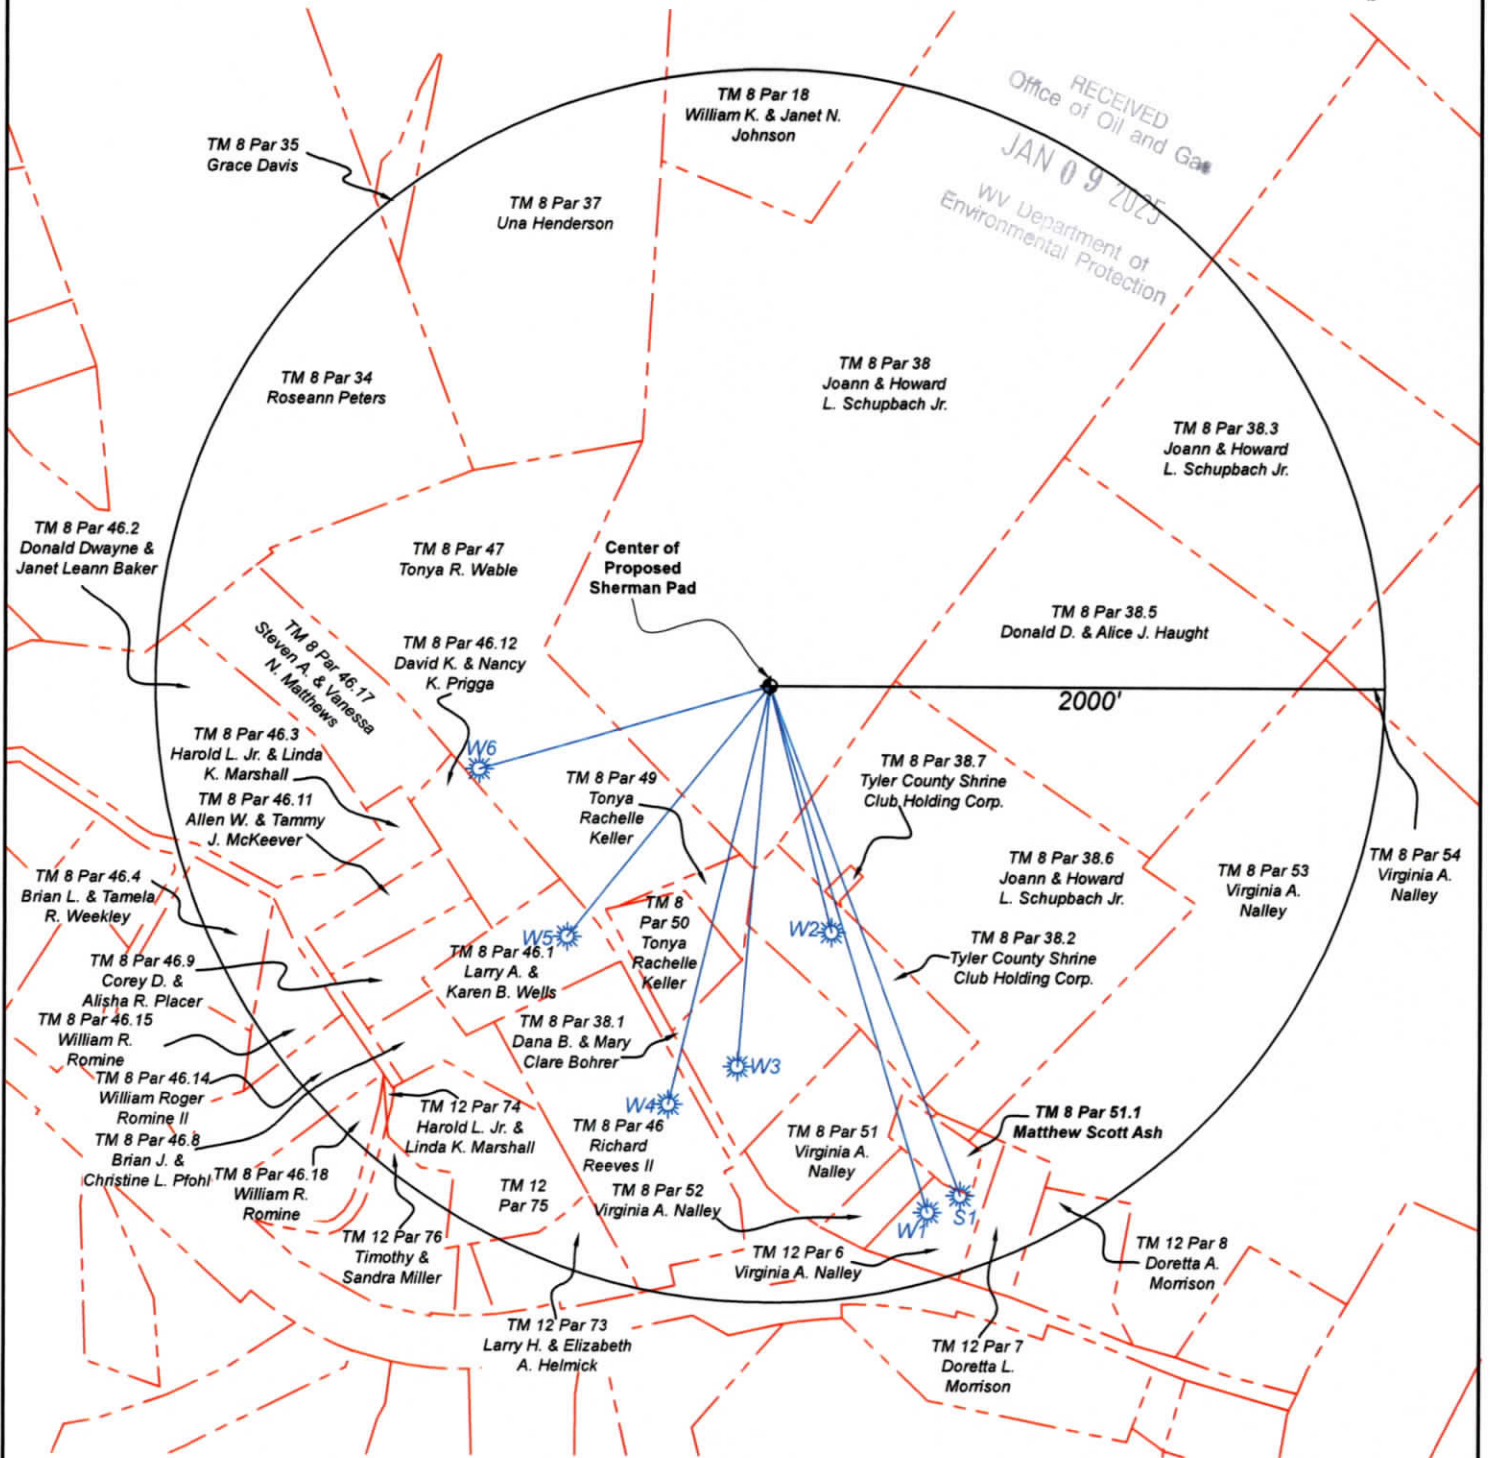 TM 8 Par 18
William K. & Janet N.
Johnson
RECEIVED
Office of Oil and Gas
JAN 09 2025
WV Department of
Environmental Protection
TM 8 Par 35
Grace Davis
TM 8 Par 37
Una Henderson
TM 8 Par 34
Roseann Peters
TM 8 Par 38
Joann & Howard
L. Schupbach Jr.
TM 8 Par 38.3
Joann & Howard
L. Schupbach Jr.
TM 8 Par 46.2
Donald Dwayne &
Janet Leann Baker
TM 8 Par 47
Tonya R. Wable
Center of
Proposed
Sherman Pad
TM 8 Par 38.5
Donald D. & Alice J. Haught
TM 8 Par 46.17
Steven A. & Vanessa
N. Matthews
TM 8 Par 46.12
David K. & Nancy
K. Prigga
2000'
TM 8 Par 46.3
Harold L. Jr. & Linda
K. Marshall
W6
TM 8 Par 49
Tonya
Rachelle
Keller
TM 8 Par 38.7
Tyler County Shrine
Club Holding Corp.
TM 8 Par 46.11
Allen W. & Tammy
J. McKeever
TM 8 Par 38.6
Joann & Howard
L. Schupbach Jr.
TM 8 Par 53
Virginia A.
Nalley
TM 8 Par 54
Virginia A.
Nalley
TM 8 Par 46.4
Brian L. & Tamela
R. Weekley
TM 8
Par 50
Tonya
Rachelle
Keller
W5
W2
TM 8 Par 38.2
Tyler County Shrine
Club Holding Corp.
TM 8 Par 46.1
Larry A. &
Karen B. Wells
TM 8 Par 46.9
Corey D. &
Alisha R. Placer
TM 8 Par 46.15
William R.
Romine
TM 8 Par 38.1
Dana B. & Mary
Clare Bohrer
W3
TM 8 Par 46.14
William Roger
Romine II
W4
TM 12 Par 74
Harold L. Jr. &
Linda K. Marshall
TM 8 Par 46
Richard
Reeves II
TM 8 Par 51
Virginia A.
Nalley
TM 8 Par 51.1
Matthew Scott Ash
TM 8 Par 46.8
Brian J. &
Christine L. Pfohl
TM 8 Par 46.18
William R.
Romine
TM 12
Par 75
TM 8 Par 52
Virginia A. Nalley
W1
S1
TM 12 Par 76
Timothy &
Sandra Miller
TM 12 Par 6
Virginia A. Nalley
TM 12 Par 8
Doretta A.
Morrison
TM 12 Par 73
Larry H. & Elizabeth
A. Helmick
TM 12 Par 7
Doretta L.
Morrison